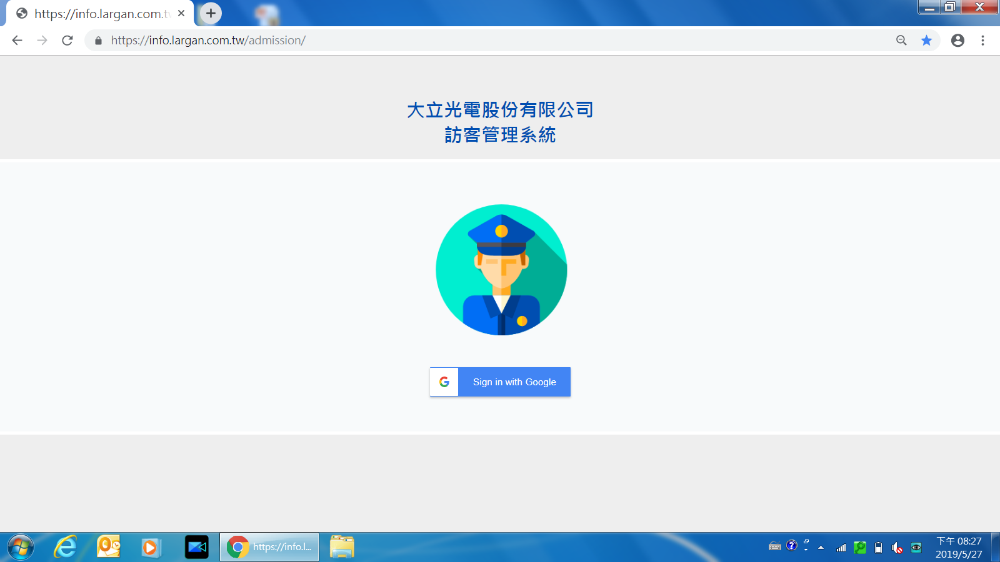 https://info.largan.com.tw
https://info.largan.com.tw/admission/
大立光電股份有限公司
訪客管理系統
Sign in with Google
https://info.l...
下午 08:27
2019/5/27